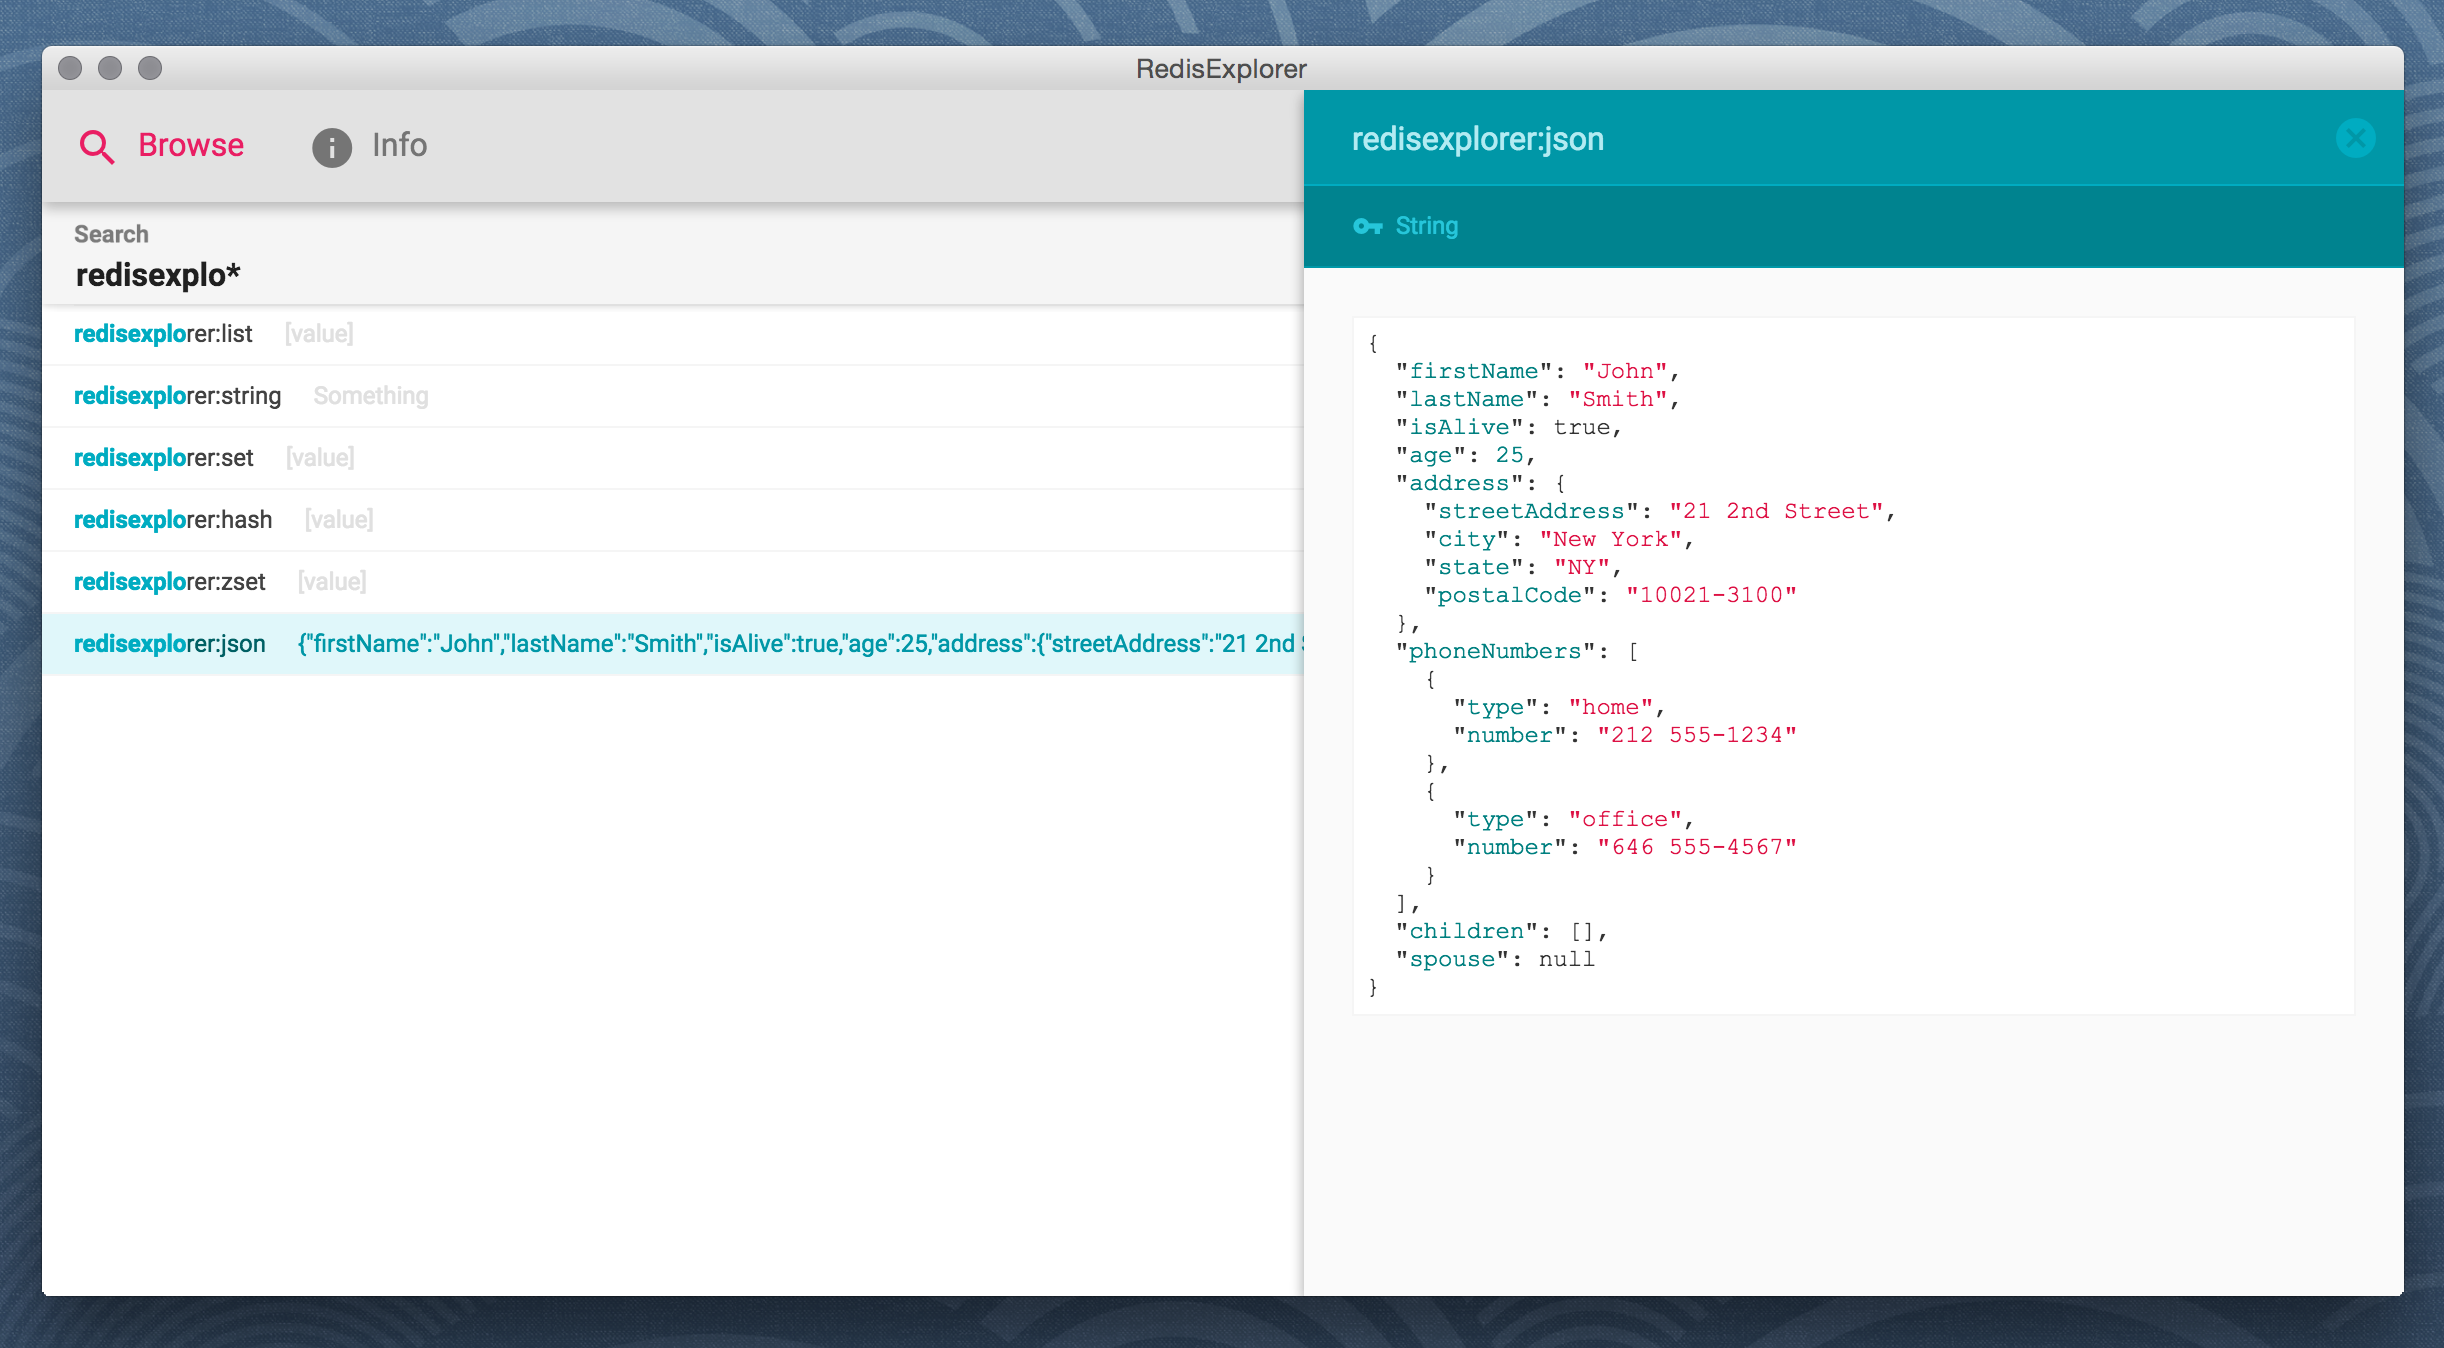 RedisExplorer
Browse
Info
Search
redisexplo*
redisexplorer:list [value]
redisexplorer:string Something
redisexplorer:set [value]
redisexplorer:hash [value]
redisexplorer:zset [value]
redisexplorer:json {"firstName":"John","lastName":"Smith","isAlive":true,"age":25,"address":{"streetAddress":"21 2nd
redisexplorer:json
String
{
  "firstName": "John",
  "lastName": "Smith",
  "isAlive": true,
  "age": 25,
  "address": {
    "streetAddress": "21 2nd Street",
    "city": "New York",
    "state": "NY",
    "postalCode": "10021-3100"
  },
  "phoneNumbers": [
    {
      "type": "home",
      "number": "212 555-1234"
    },
    {
      "type": "office",
      "number": "646 555-4567"
    }
  ],
  "children": [],
  "spouse": null
}